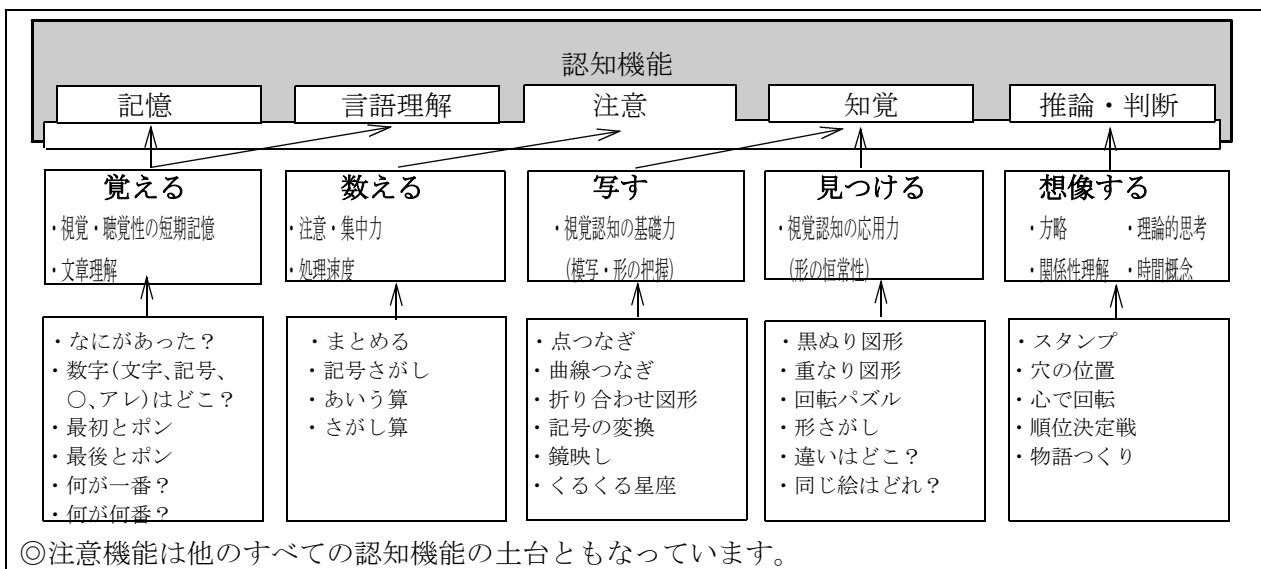 認知機能
記憶
言語理解
注意
知覚
推論・判断
覚える
・視覚・聴覚性の短期記憶
・文章理解
数える
・注意・集中力
・処理速度
写す
・視覚認知の基礎力
(模写・形の把握)
見つける
・視覚認知の応用力
(形の恒常性)
想像する
・方略 ・理論的思考
・関係性理解 ・時間概念
・なにがあった？
・数字(文字、記号、
○、アレ)はどこ？
・最初とポン
・最後とポン
・何が一番？
・何が何番？
・まとめる
・記号さがし
・あいう算
・さがし算
・点つなぎ
・曲線つなぎ
・折り合わせ図形
・記号の変換
・鏡映し
・くるくる星座
・黒ぬり図形
・重なり図形
・回転パズル
・形さがし
・違いはどこ？
・同じ絵はどれ？
・スタンプ
・穴の位置
・心で回転
・順位決定戦
・物語つくり
◎注意機能は他のすべての認知機能の土台ともなっています。